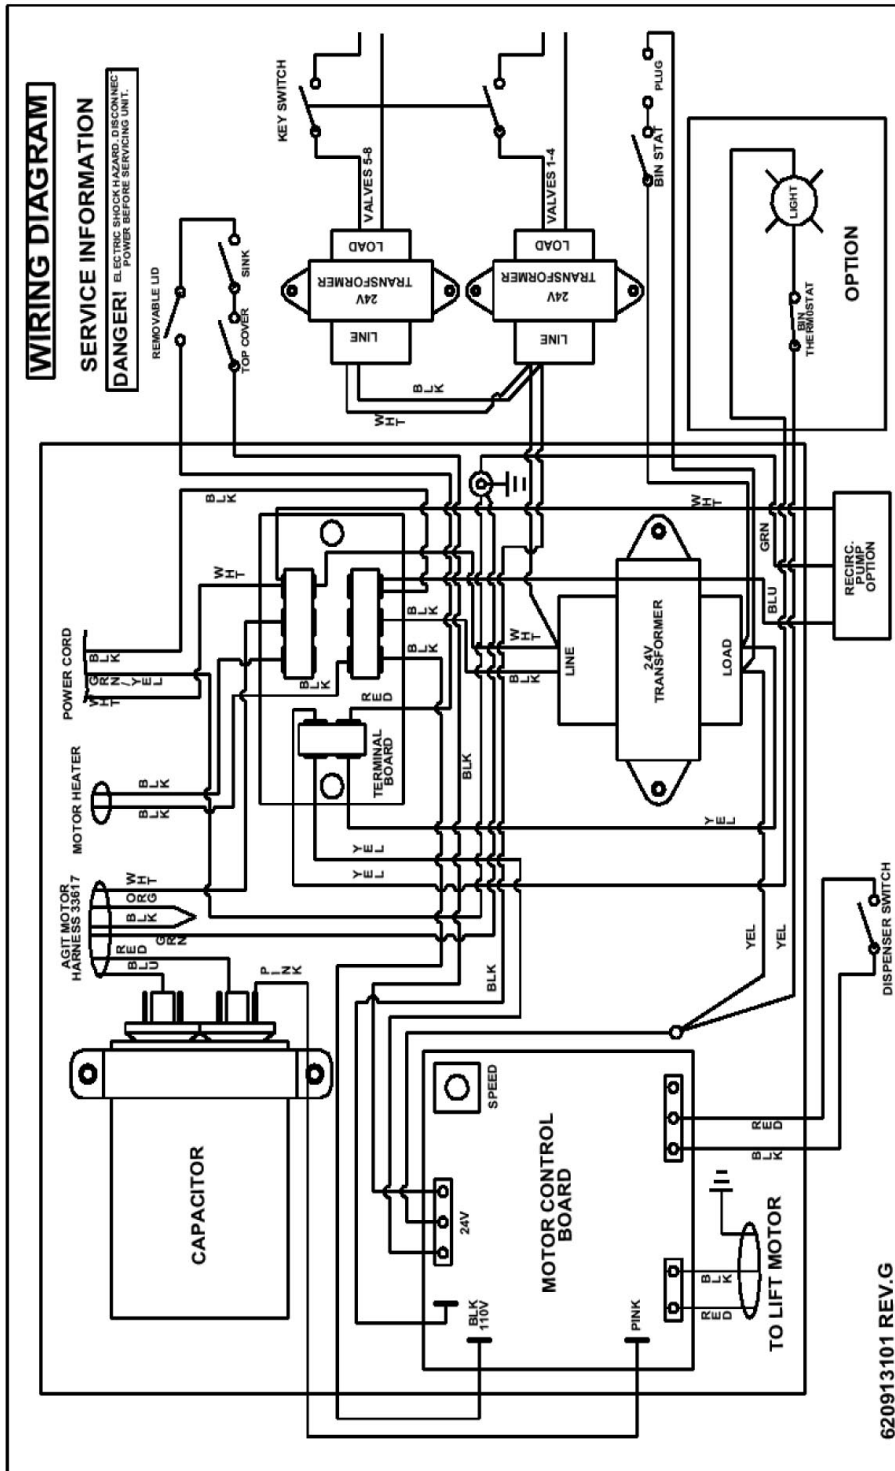 WIRING DIAGRAM
SERVICE INFORMATION
DANGER!
ELECTRIC SHOCK HAZARD. DISCONNECT
POWER BEFORE SERVICING UNIT.
REMOVABLE LID
SINK
TOP COVER
KEY SWITCH
VALVES 5-8
VALVES 1-4
LOAD
24V
TRANSFORMER
LINE
LOAD
24V
TRANSFORMER
LINE
BLK
WHT
PLUG
BIN STAT
LIGHT
BIN
THERMOSTAT
OPTION
POWER CORD
BLK
GRN/YEL
WHT
BLK
WHT
MOTOR HEATER
BLK
BLK
AGIT MOTOR
HARNESS 33617
WHT
ORG
BLK
GRN
RED
BLU
PINK
BLK
BLK
BLK
RED
TERMINAL
BOARD
YEL
YEL
BLK
BLK
WHT
BLK
LINE
24V
TRANSFORMER
LOAD
WHT
GRN
BLU
RECIRC.
PUMP
OPTION
YEL
YEL
YEL
CAPACITOR
SPEED
24V
MOTOR CONTROL
BOARD
BLK
110V
PINK
RED
BLK
DISPENSER SWITCH
BLK
RED
TO LIFT MOTOR
620913101 REV.G